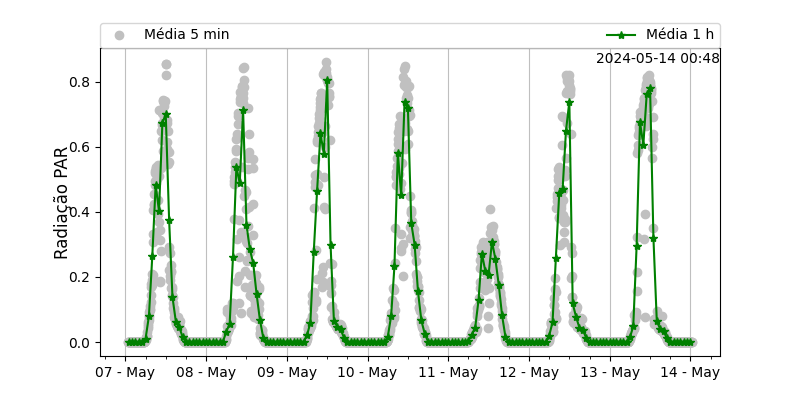 Média 5 min
Média 1 h
2024-05-14 00:48
Radiação PAR
0.8
0.6
0.4
0.2
0.0
07 - May
08 - May
09 - May
10 - May
11 - May
12 - May
13 - May
14 - May